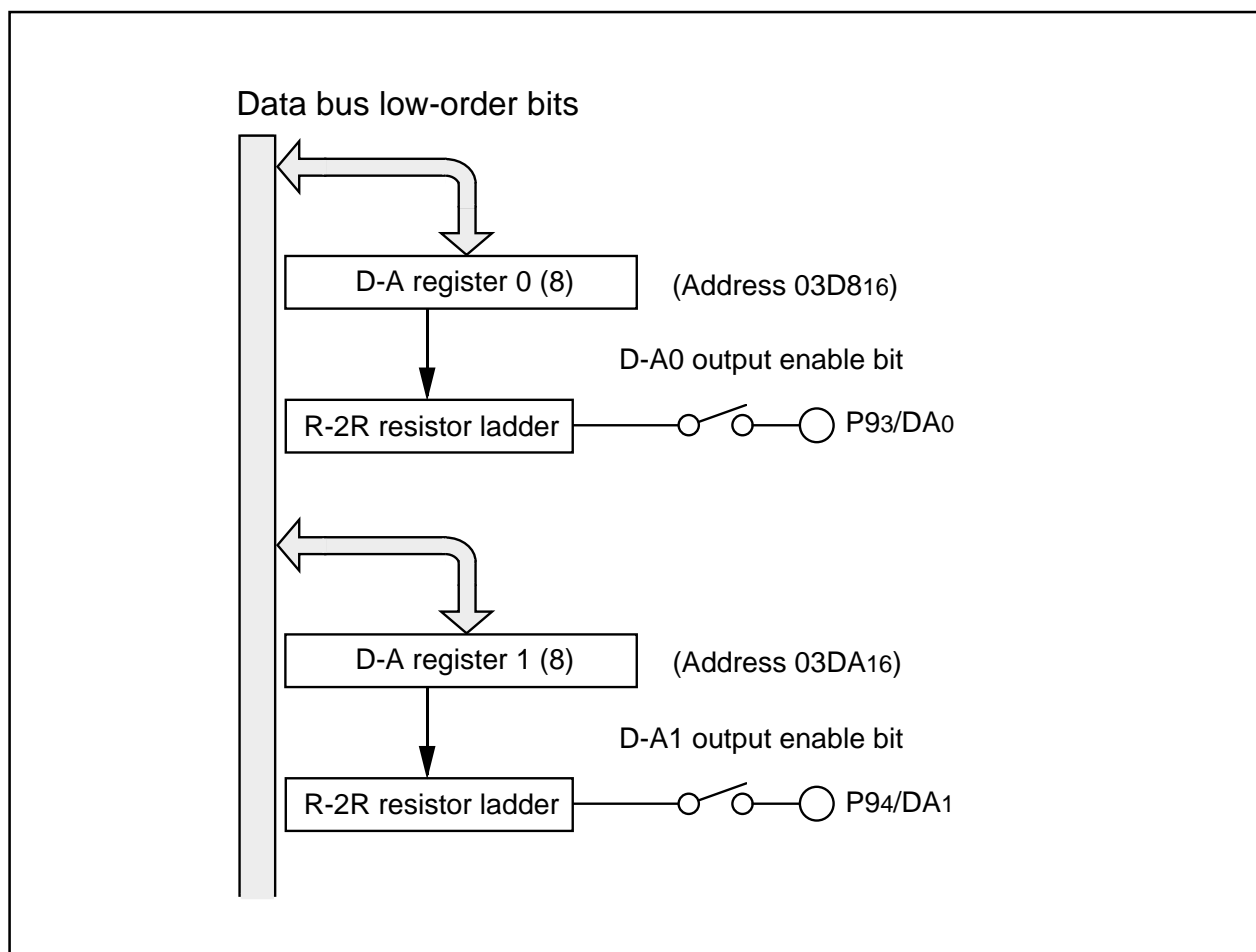 Data bus low-order bits
D-A register 0 (8)
(Address 03D816)
D-A0 output enable bit
R-2R resistor ladder
P93/DA0
D-A register 1 (8)
(Address 03DA16)
D-A1 output enable bit
R-2R resistor ladder
P94/DA1